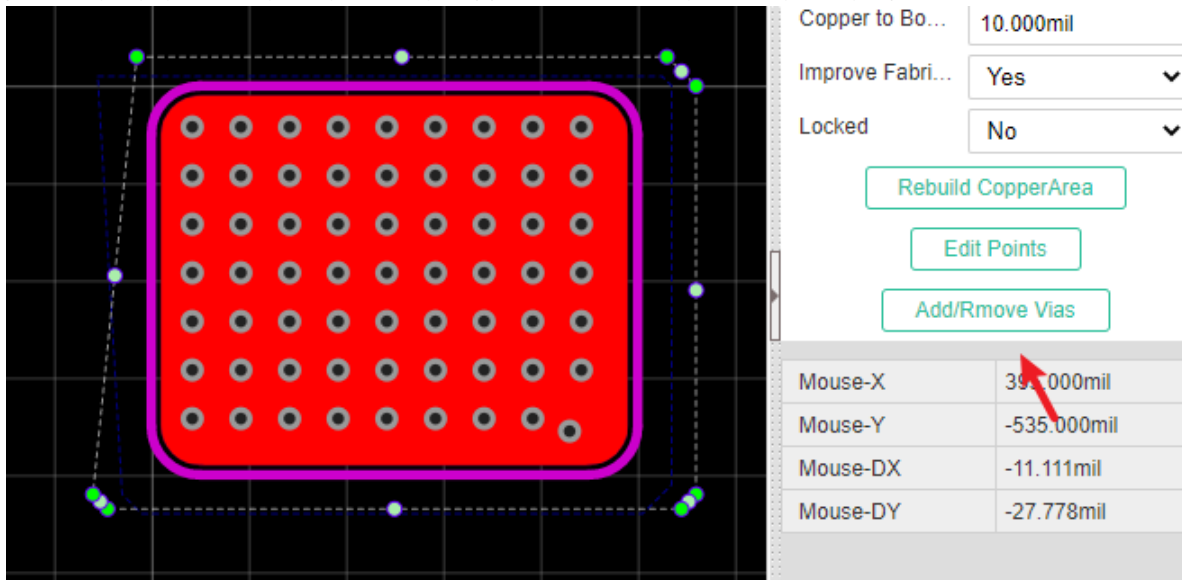 Copper to Bo... 10.000mil
Improve Fabri... Yes
Locked No
Rebuild CopperArea
Edit Points
Add/Rmove Vias
Mouse-X .000mil
Mouse-Y -535.000mil
Mouse-DX -11.111mil
Mouse-DY -27.778mil